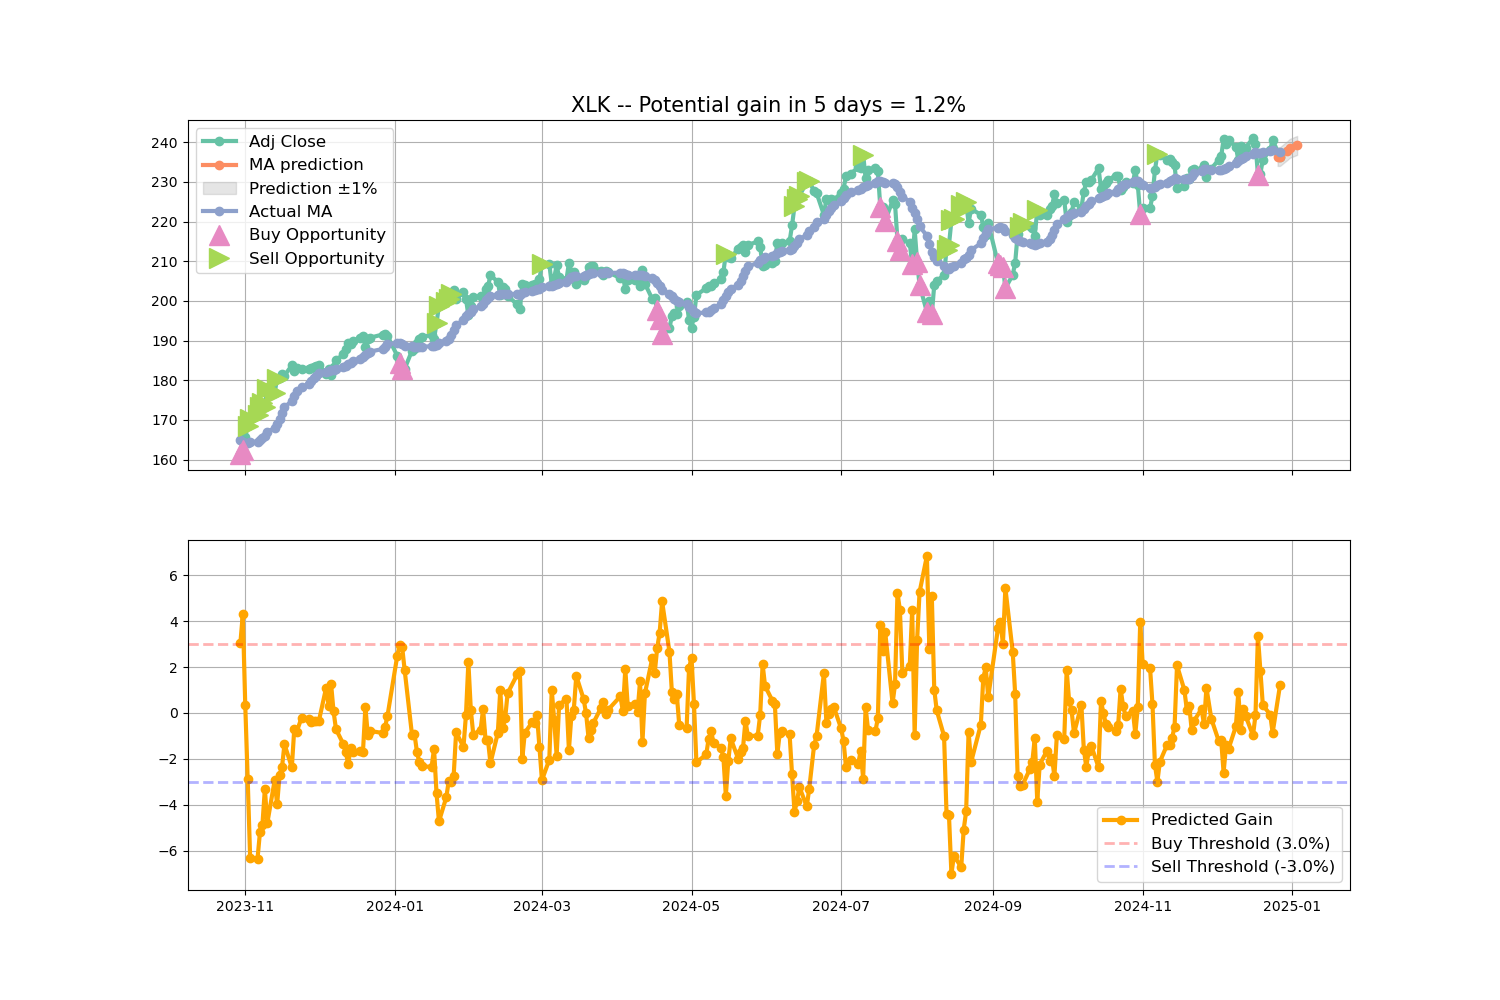 XLK -- Potential gain in 5 days = 1.2%
240
230
220
210
200
190
180
170
160
Adj Close
MA prediction
Prediction ±1%
Actual MA
Buy Opportunity
Sell Opportunity
6
4
2
0
−2
−4
−6
Predicted Gain
Buy Threshold (3.0%)
Sell Threshold (-3.0%)
2023-11
2024-01
2024-03
2024-05
2024-07
2024-09
2024-11
2025-01